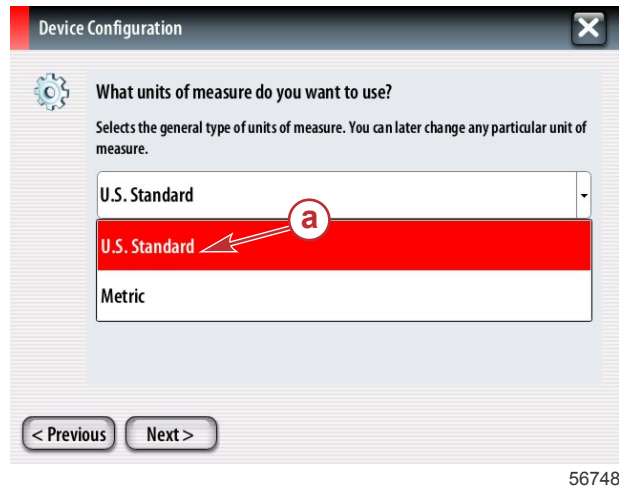 Device Configuration
What units of measure do you want to use?
Selects the general type of units of measure. You can later change any particular unit of
measure.
U.S. Standard
a
U.S. Standard
Metric
< Previous
Next >
56748